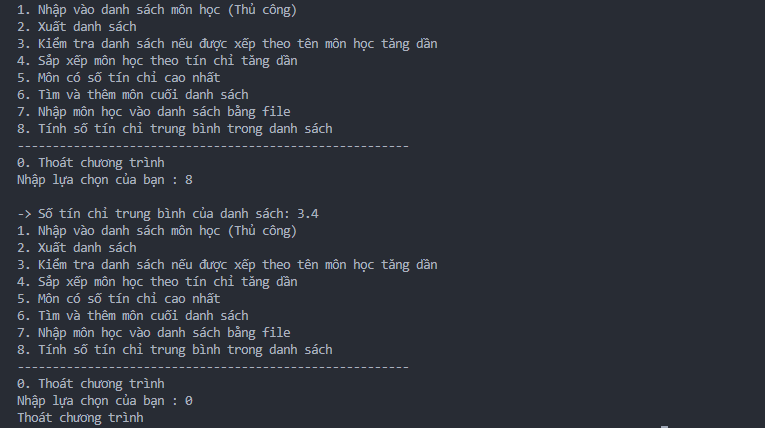 1. Nhập vào danh sách môn học (Thủ công)
2. Xuất danh sách
3. Kiểm tra danh sách nếu được xếp theo tên môn học tăng dần
4. Sắp xếp môn học theo tín chỉ tăng dần
5. Môn có số tín chỉ cao nhất
6. Tìm và thêm môn cuối danh sách
7. Nhập môn học vào danh sách bằng file
8. Tính số tín chỉ trung bình trong danh sách
--------------------------------------------------------
0. Thoát chương trình
Nhập lựa chọn của bạn : 8
-> Số tín chỉ trung bình của danh sách: 3.4
1. Nhập vào danh sách môn học (Thủ công)
2. Xuất danh sách
3. Kiểm tra danh sách nếu được xếp theo tên môn học tăng dần
4. Sắp xếp môn học theo tín chỉ tăng dần
5. Môn có số tín chỉ cao nhất
6. Tìm và thêm môn cuối danh sách
7. Nhập môn học vào danh sách bằng file
8. Tính số tín chỉ trung bình trong danh sách
--------------------------------------------------------
0. Thoát chương trình
Nhập lựa chọn của bạn : 0
Thoát chương trình